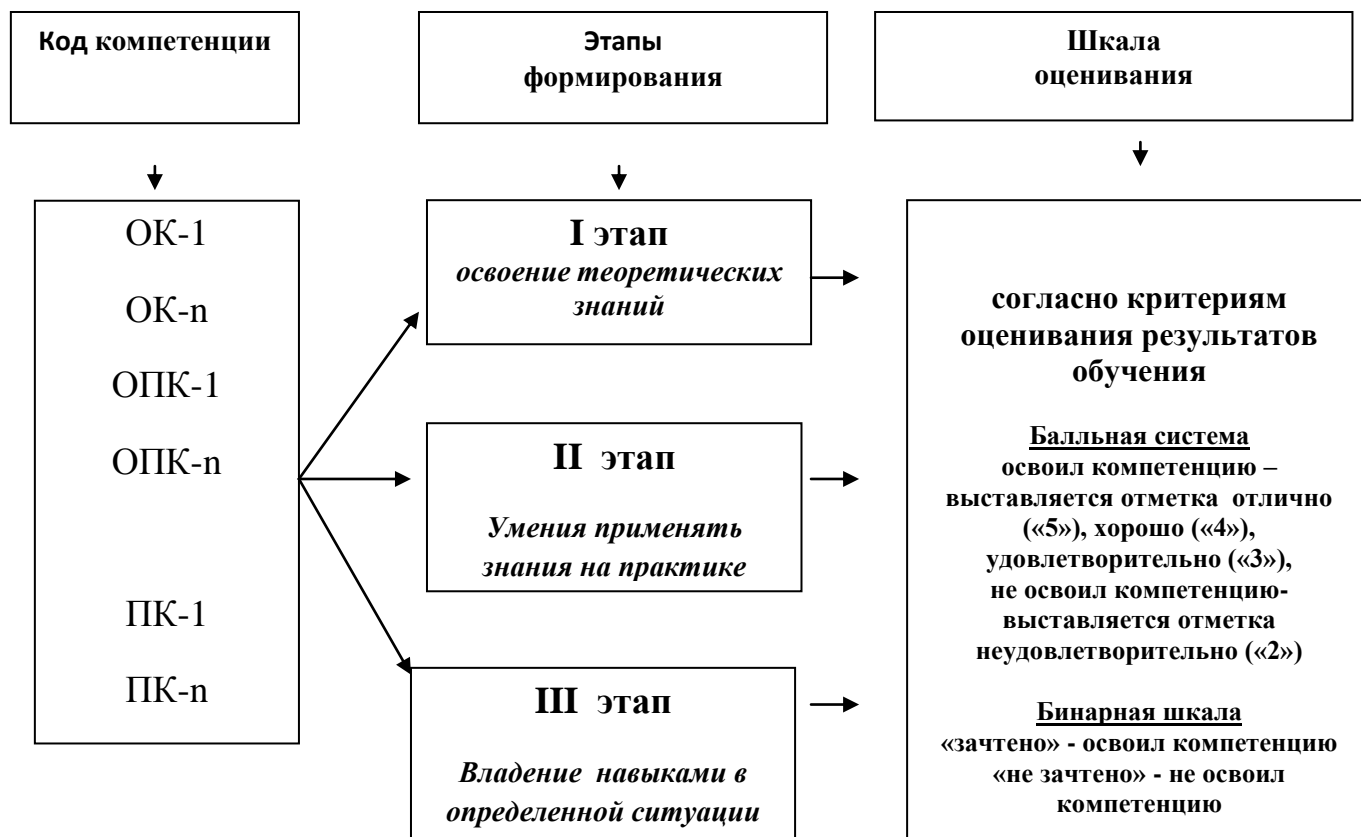 Код компетенции
Этапы
формирования
Шкала
оценивания
ОК-1
ОК-n
ОПК-1
ОПК-n
ПК-1
ПК-n
I этап
освоение теоретических
знаний
II этап
Умения применять
знания на практике
III этап
Владение навыками в
определенной ситуации
согласно критериям
оценивания результатов
обучения
Балльная система
освоил компетенцию –
выставляется отметка отлично
(«5»), хорошо («4»),
удовлетворительно («3»),
не освоил компетенцию-
выставляется отметка
неудовлетворительно («2»)
Бинарная шкала
«зачтено» - освоил компетенцию
«не зачтено» - не освоил
компетенцию